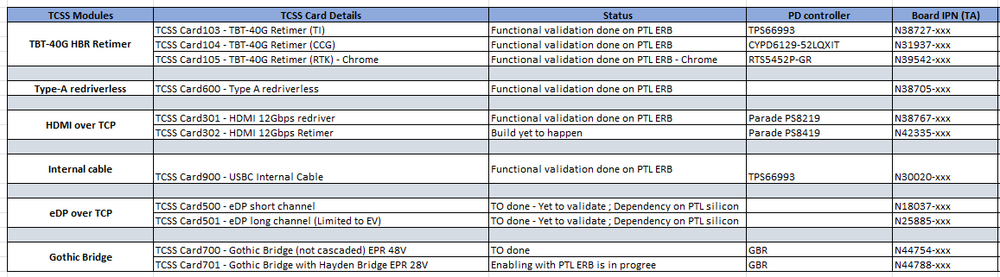 TCSS Modules TCSS Card Details Status PD controller Board IPN (TA)
TBT-40G HBR Retimer TCSS Card103 - TBT-40G Retimer (TI) Functional validation done on PTL ERB TPS66993 N38727-xxx
TCSS Card104 - TBT-40G Retimer (CCG) Functional validation done on PTL ERB CYPD6129-52LQXIT N31937-xxx
TCSS Card105 - TBT-40G Retimer (RTK) - Chrome Functional validation done on PTL ERB - Chrome RTS5452P-GR N39542-xxx
Type-A redriverless TCSS Card600 - Type A redriverless Functional validation done on PTL ERB N38705-xxx
HDMI over TCP TCSS Card301 - HDMI 12Gbps redriver Functional validation done on PTL ERB Parade PS8219 N38767-xxx
TCSS Card302 - HDMI 12Gbps Retimer Build yet to happen Parade PS8419 N42335-xxx
Internal cable TCSS Card900 - USBC Internal Cable Functional validation done on PTL ERB TPS66993 N30020-xxx
eDP over TCP TCSS Card500 - eDP short channel TO done - Yet to validate ; Dependency on PTL silicon N18037-xxx
TCSS Card501 - eDP long channel (Limited to EV) TO done - Yet to validate ; Dependency on PTL silicon N25885-xxx
Gothic Bridge TCSS Card700 - Gothic Bridge (not cascaded) EPR 48V TO done GBR N44754-xxx
TCSS Card701 - Gothic Bridge with Hayden Bridge EPR 28V Enabling with PTL ERB is in progree GBR N44788-xxx